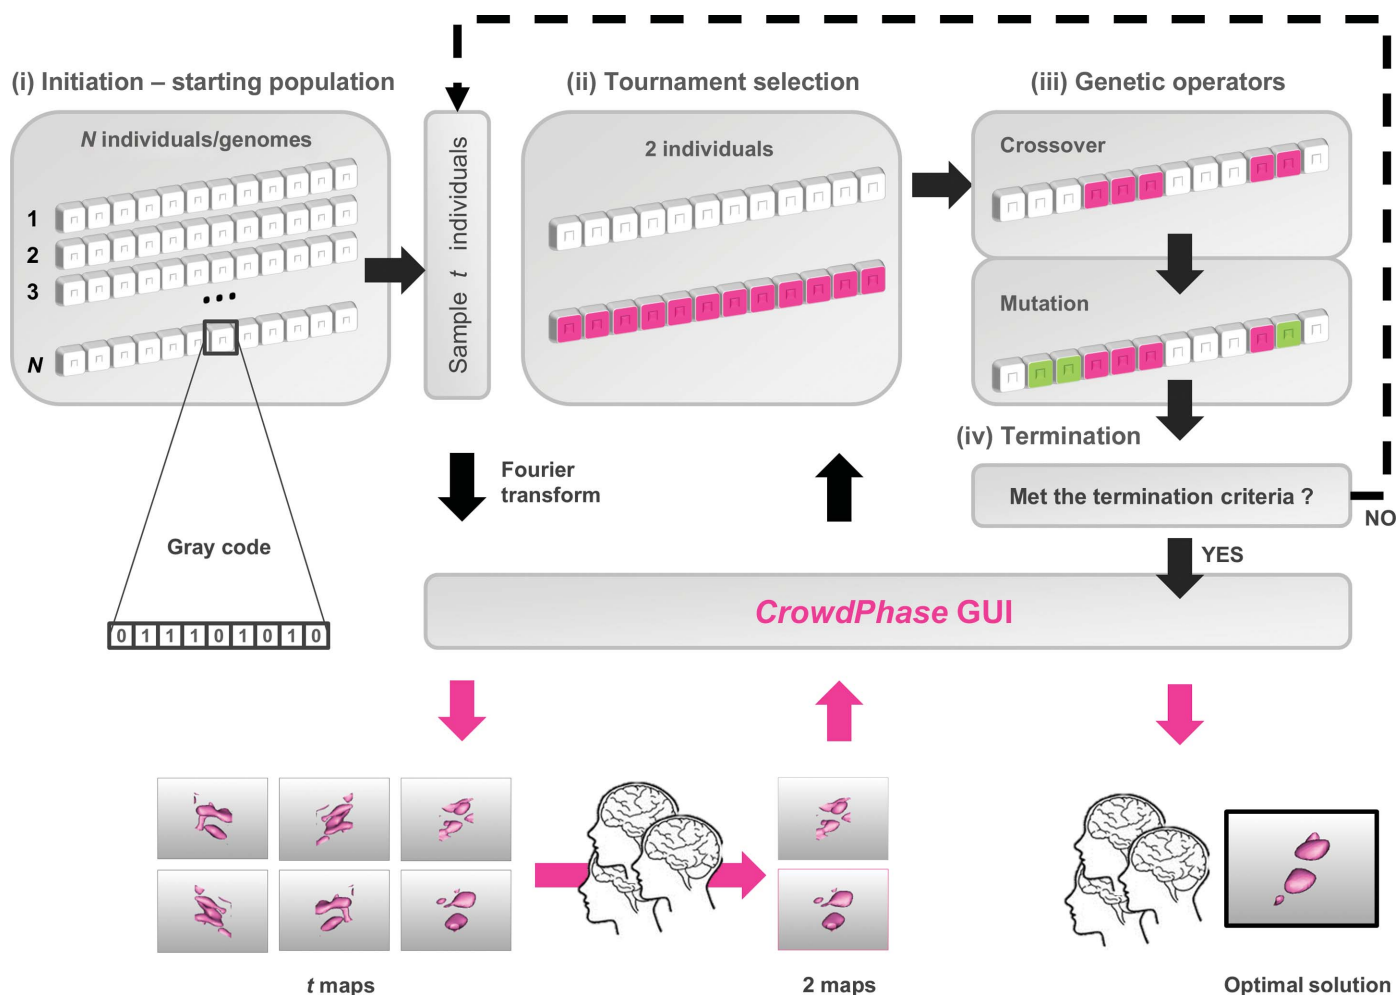 (i) Initiation – starting population
N individuals/genomes
1
2
3
...
N
Gray code
0 1 1 1 0 1 0 1 0
Sample t individuals
(ii) Tournament selection
2 individuals
(iii) Genetic operators
Crossover
Mutation
(iv) Termination
Met the termination criteria ?
NO
YES
Fourier
transform
CrowdPhase GUI
t maps
2 maps
Optimal solution